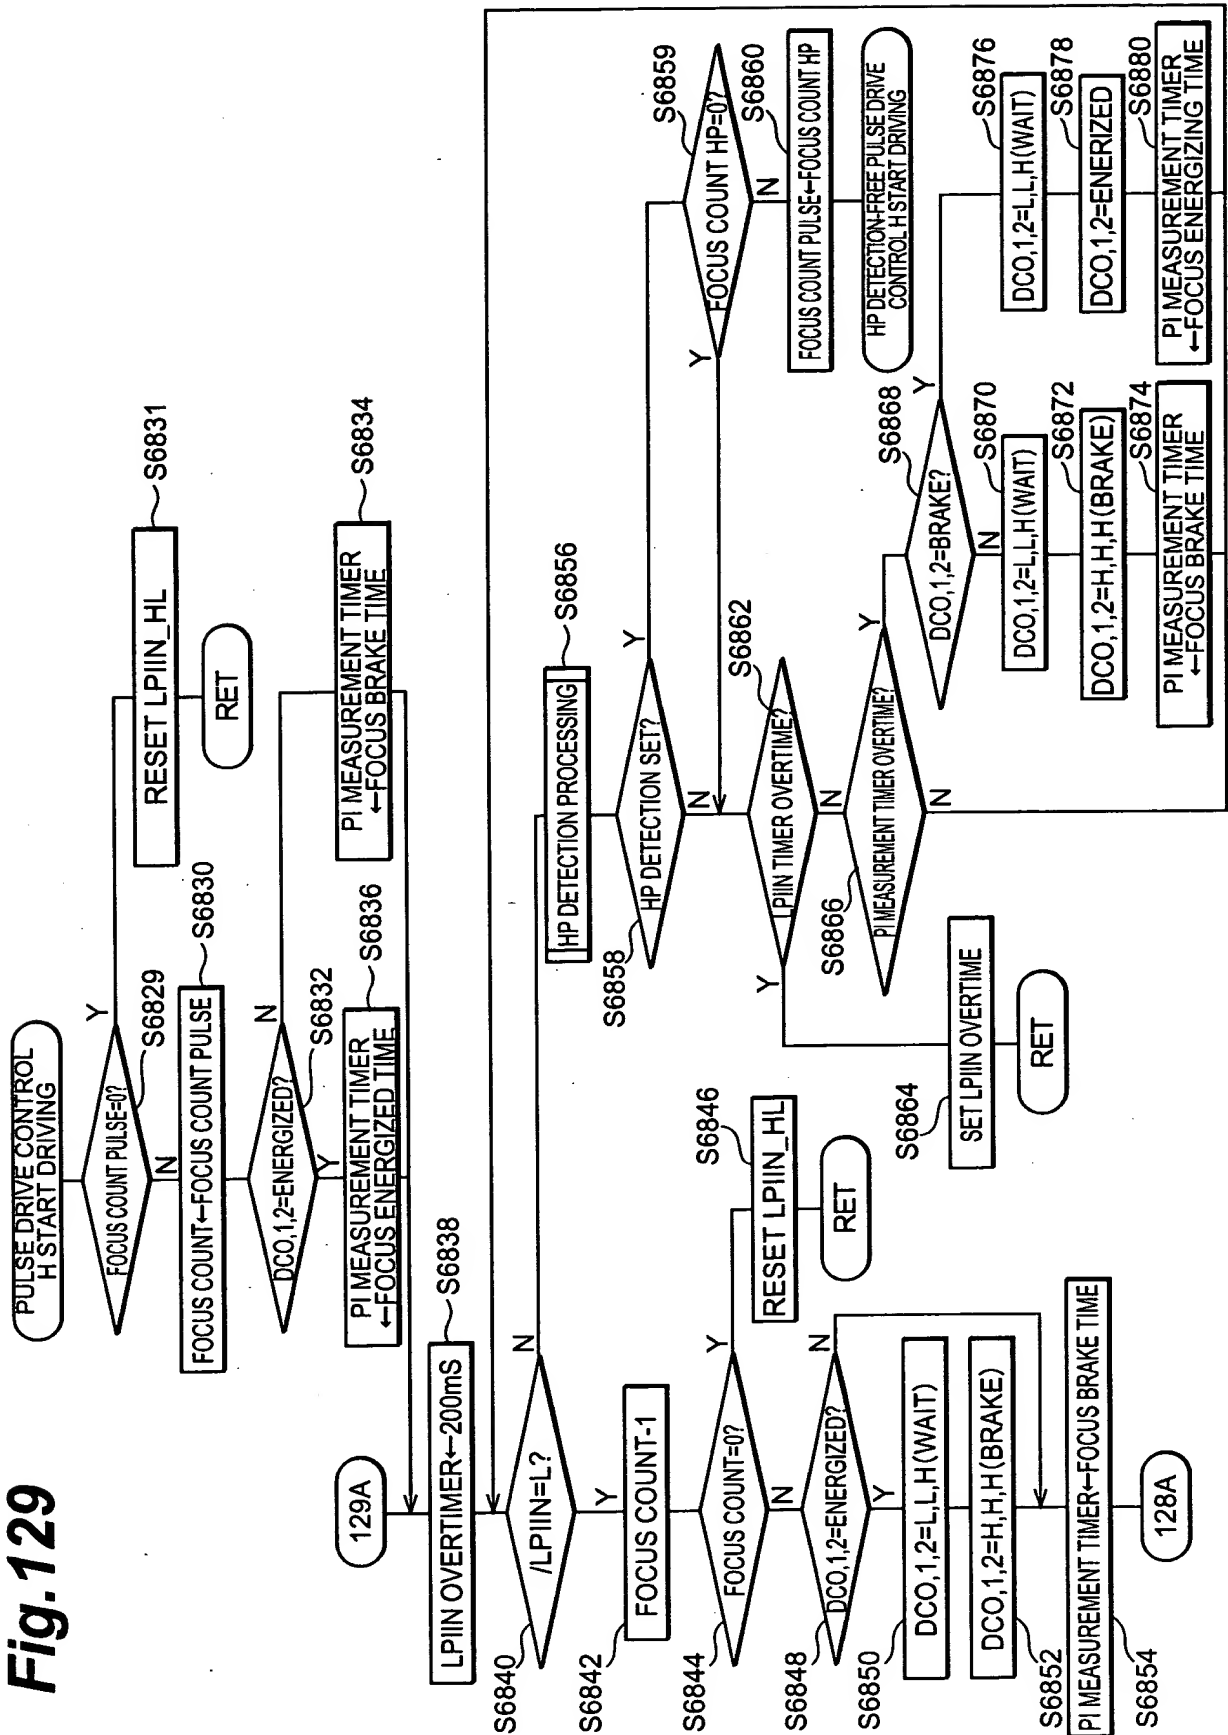 Fig.129
PULSE DRIVE CONTROL
H START DRIVING
FOCUS COUNT PULSE=0?
Y
S6829
N
RESET LPIIN_HL
S6831
RET
FOCUS COUNT←FOCUS COUNT PULSE
S6830
DCO,1,2=ENERGIZED?
N
S6832
Y
PI MEASUREMENT TIMER
←FOCUS ENERGIZED TIME
S6836
PI MEASUREMENT TIMER
←FOCUS BRAKE TIME
S6834
129A
LPIIN OVERTIMER←200mS
S6838
/LPIIN=L?
N
S6840
Y
FOCUS COUNT-1
S6842
FOCUS COUNT=0?
Y
S6844
N
RESET LPIIN_HL
S6846
RET
DCO,1,2=ENERGIZED?
N
S6848
Y
DCO,1,2=L,L,H(WAIT)
S6850
DCO,1,2=H,H,H(BRAKE)
S6852
PI MEASUREMENT TIMER←FOCUS BRAKE TIME
S6854
128A
HP DETECTION PROCESSING
S6856
HP DETECTION SET?
Y
S6858
N
FOCUS COUNT HP=0?
S6859
Y
N
FOCUS COUNT PULSE←FOCUS COUNT HP
S6860
HP DETECTION-FREE PULSE DRIVE
CONTROL H START DRIVING
LPIIN TIMER OVERTIME?
S6862
Y
N
SET LPIIN OVERTIME
S6864
RET
PI MEASUREMENT TIMER OVERTIME?
S6866
Y
N
DCO,1,2=BRAKE?
S6868
Y
N
DCO,1,2=L,L,H(WAIT)
S6870
DCO,1,2=H,H,H(BRAKE)
S6872
PI MEASUREMENT TIMER
←FOCUS BRAKE TIME
S6874
DCO,1,2=L,L,H(WAIT)
S6876
DCO,1,2=ENERIZED
S6878
PI MEASUREMENT TIMER
←FOCUS ENERGIZING TIME
S6880